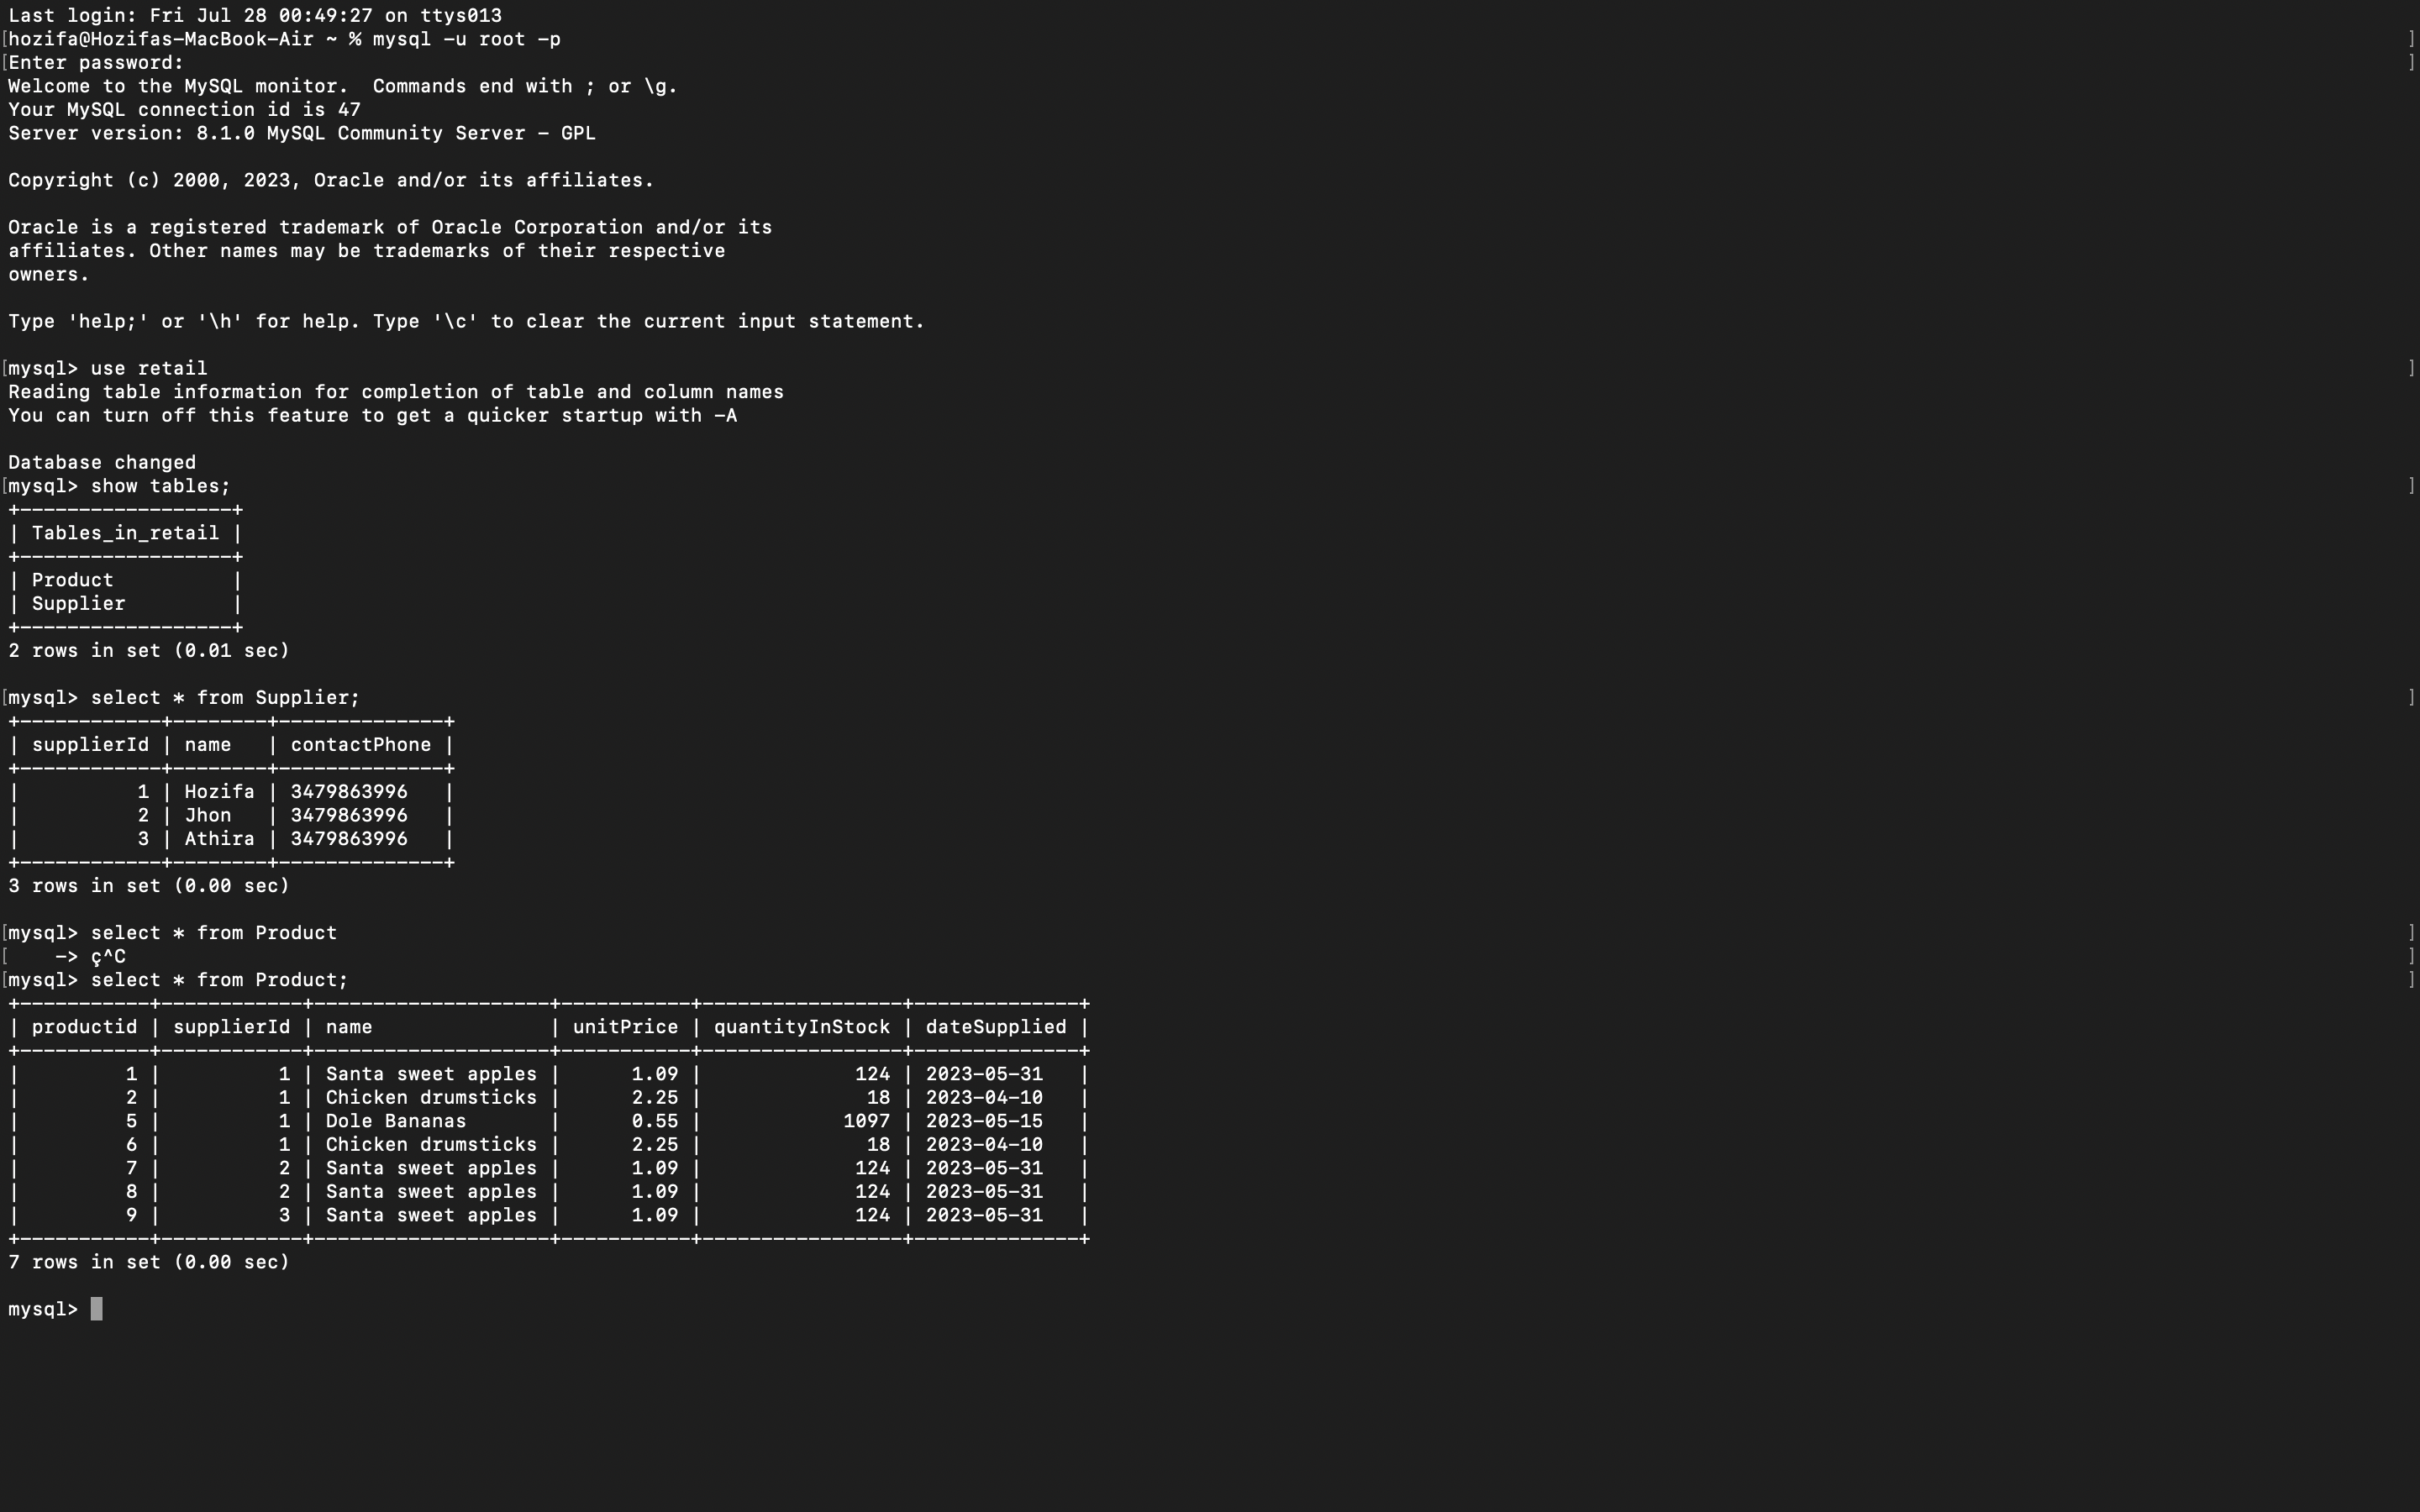 Last login: Fri Jul 28 00:49:27 on ttys013
[hozifa@Hozifas-MacBook-Air ~ % mysql -u root -p ]
[Enter password: ]
Welcome to the MySQL monitor.  Commands end with ; or \g.
Your MySQL connection id is 47
Server version: 8.1.0 MySQL Community Server - GPL

Copyright (c) 2000, 2023, Oracle and/or its affiliates.

Oracle is a registered trademark of Oracle Corporation and/or its
affiliates. Other names may be trademarks of their respective
owners.

Type 'help;' or '\h' for help. Type '\c' to clear the current input statement.

[mysql> use retail ]
Reading table information for completion of table and column names
You can turn off this feature to get a quicker startup with -A

Database changed
[mysql> show tables; ]
+------------------+
| Tables_in_retail |
+------------------+
| Product          |
| Supplier         |
+------------------+
2 rows in set (0.01 sec)

[mysql> select * from Supplier; ]
+------------+--------+--------------+
| supplierId | name   | contactPhone |
+------------+--------+--------------+
|          1 | Hozifa | 3479863996   |
|          2 | Jhon   | 3479863996   |
|          3 | Athira | 3479863996   |
+------------+--------+--------------+
3 rows in set (0.00 sec)

[mysql> select * from Product ]
[    -> ç^C ]
[mysql> select * from Product; ]
+-----------+------------+--------------------+-----------+-----------------+--------------+
| productid | supplierId | name               | unitPrice | quantityInStock | dateSupplied |
+-----------+------------+--------------------+-----------+-----------------+--------------+
|         1 |          1 | Santa sweet apples |      1.09 |             124 | 2023-05-31   |
|         2 |          1 | Chicken drumsticks |      2.25 |              18 | 2023-04-10   |
|         5 |          1 | Dole Bananas       |      0.55 |            1097 | 2023-05-15   |
|         6 |          1 | Chicken drumsticks |      2.25 |              18 | 2023-04-10   |
|         7 |          2 | Santa sweet apples |      1.09 |             124 | 2023-05-31   |
|         8 |          2 | Santa sweet apples |      1.09 |             124 | 2023-05-31   |
|         9 |          3 | Santa sweet apples |      1.09 |             124 | 2023-05-31   |
+-----------+------------+--------------------+-----------+-----------------+--------------+
7 rows in set (0.00 sec)

mysql>